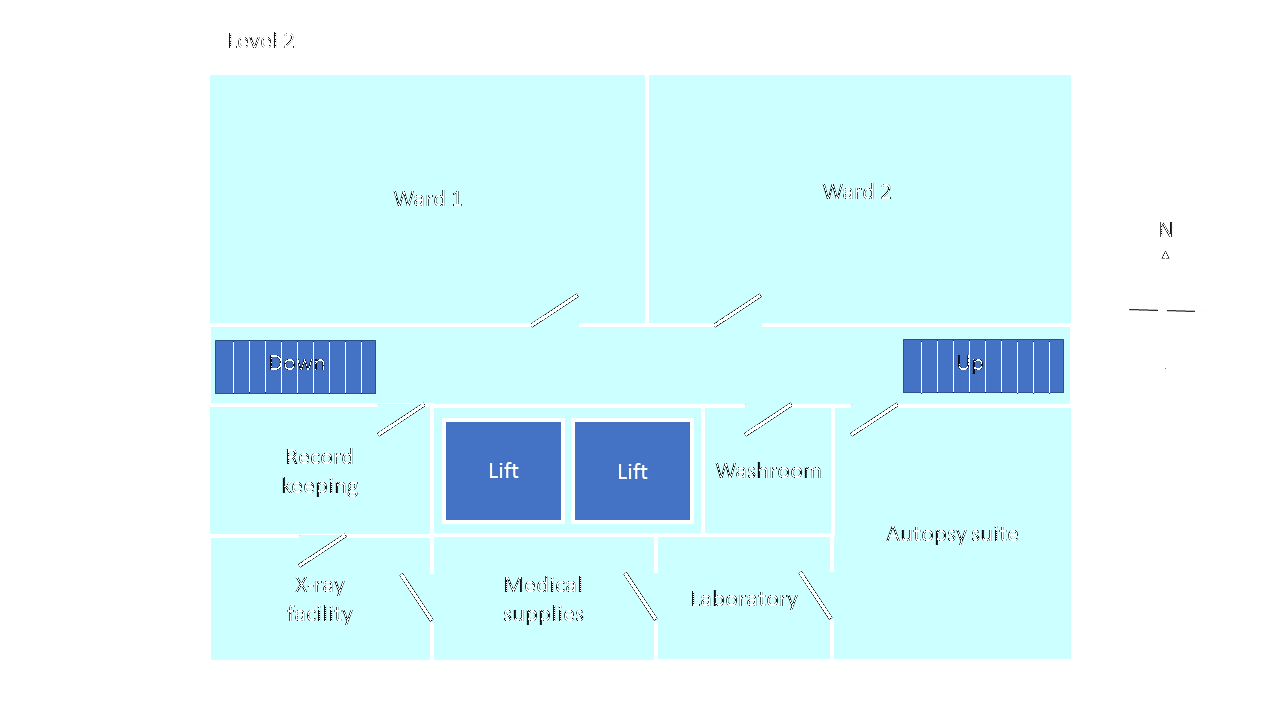 Level 2
Ward 1
Ward 2
N
Down
Up
Record
keeping
Lift
Lift
Washroom
Autopsy suite
X-ray
facility
Medical
supplies
Laboratory